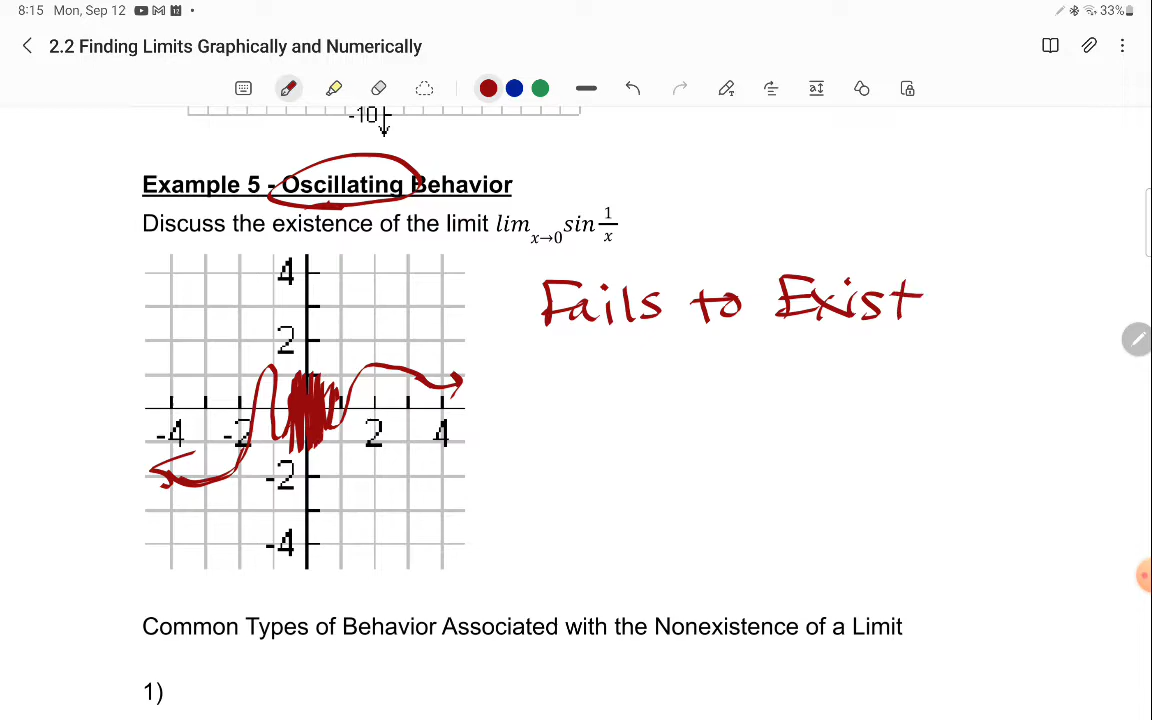 8:15 Mon, Sep 12 33%
2.2 Finding Limits Graphically and Numerically
-10
Example 5 - Oscillating Behavior
Discuss the existence of the limit lim x→0 sin 1/x
Fails to Exist
4
2
-4 -2 2 4
-2
-4
Common Types of Behavior Associated with the Nonexistence of a Limit
1)